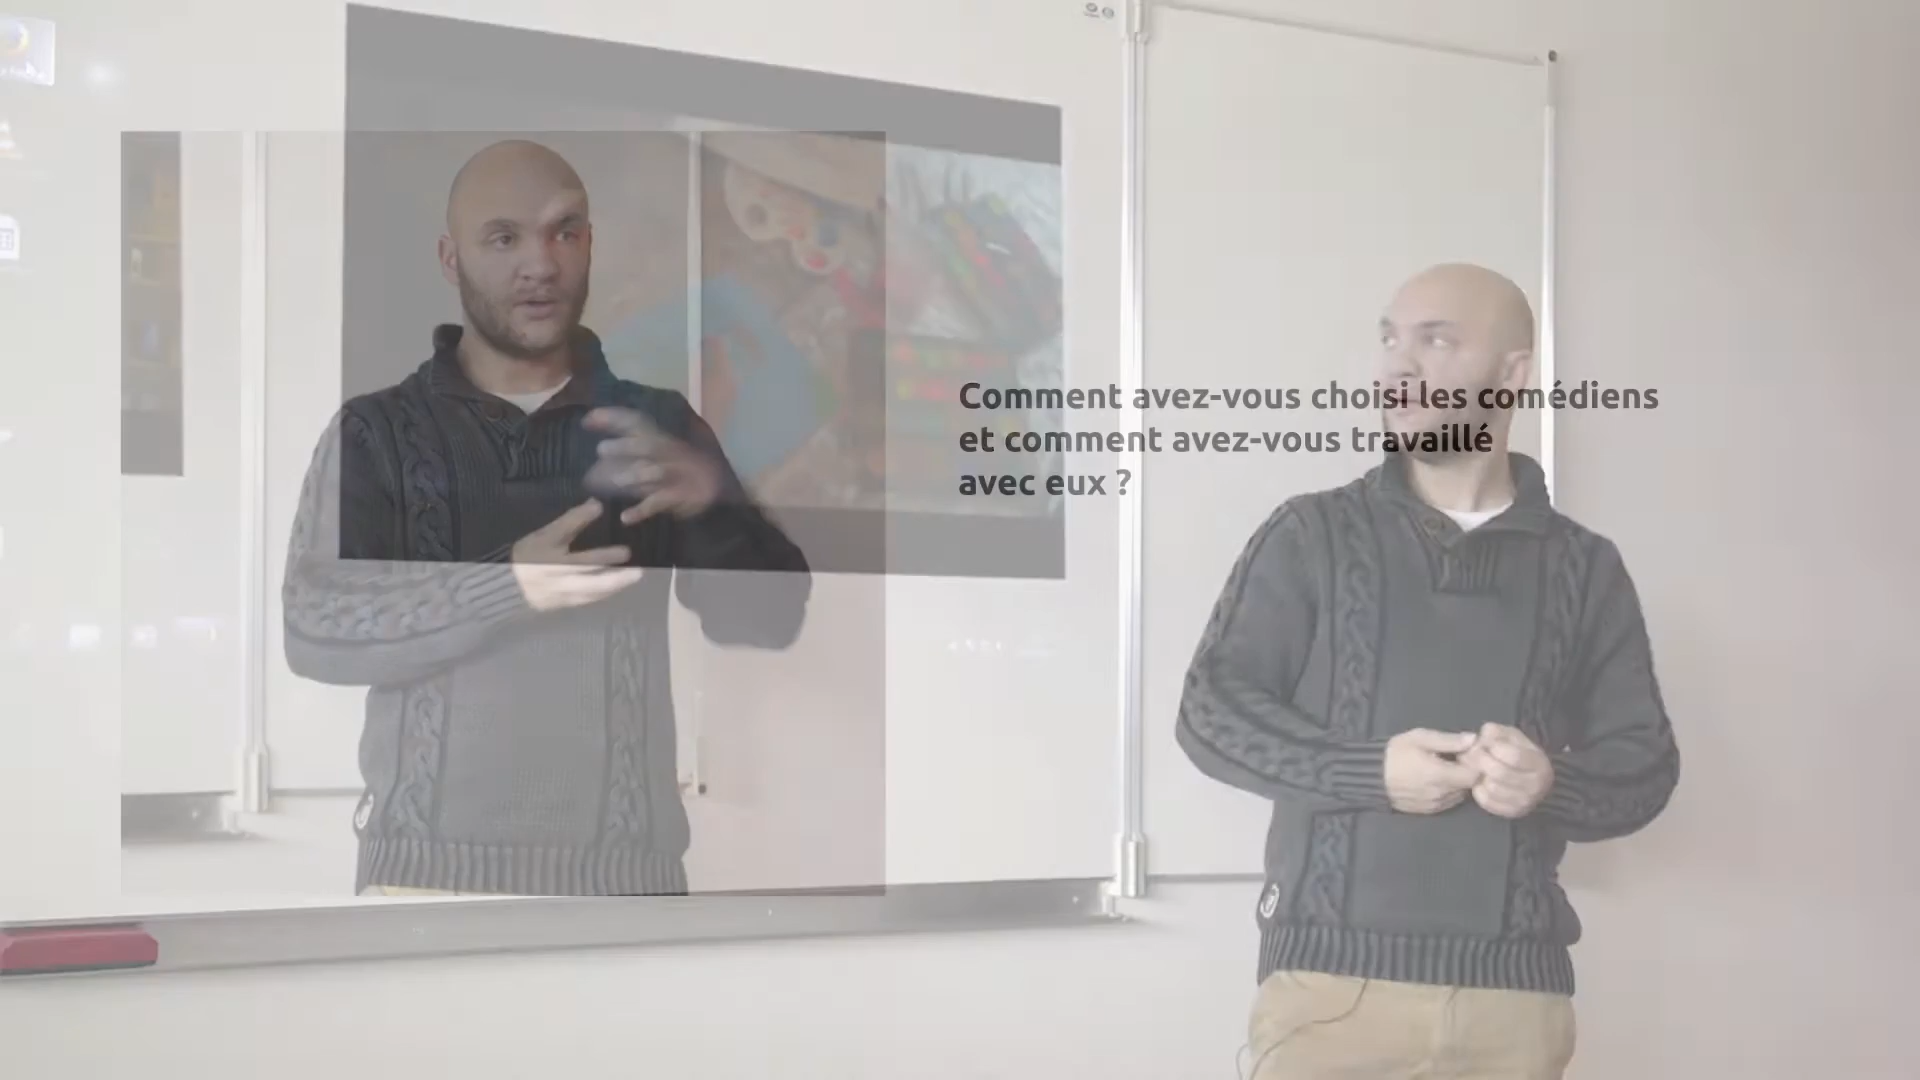 Comment avez-vous choisi les comédiens
et comment avez-vous travaillé
avec eux ?